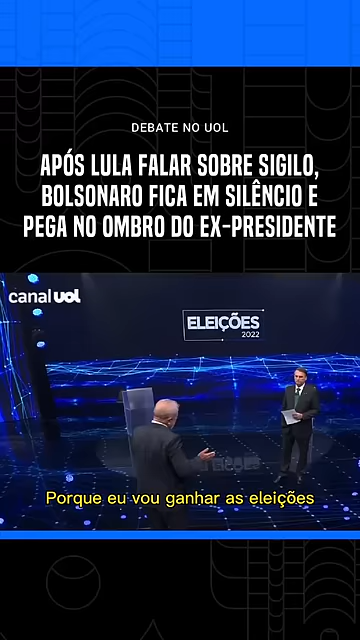 DEBATE NO UOL
APÓS LULA FALAR SOBRE SIGILO,
BOLSONARO FICA EM SILÊNCIO E
PEGA NO OMBRO DO EX-PRESIDENTE
canal uol
ELEIÇÕES
2022
ELEIÇÕES
Porque eu vou ganhar as eleições